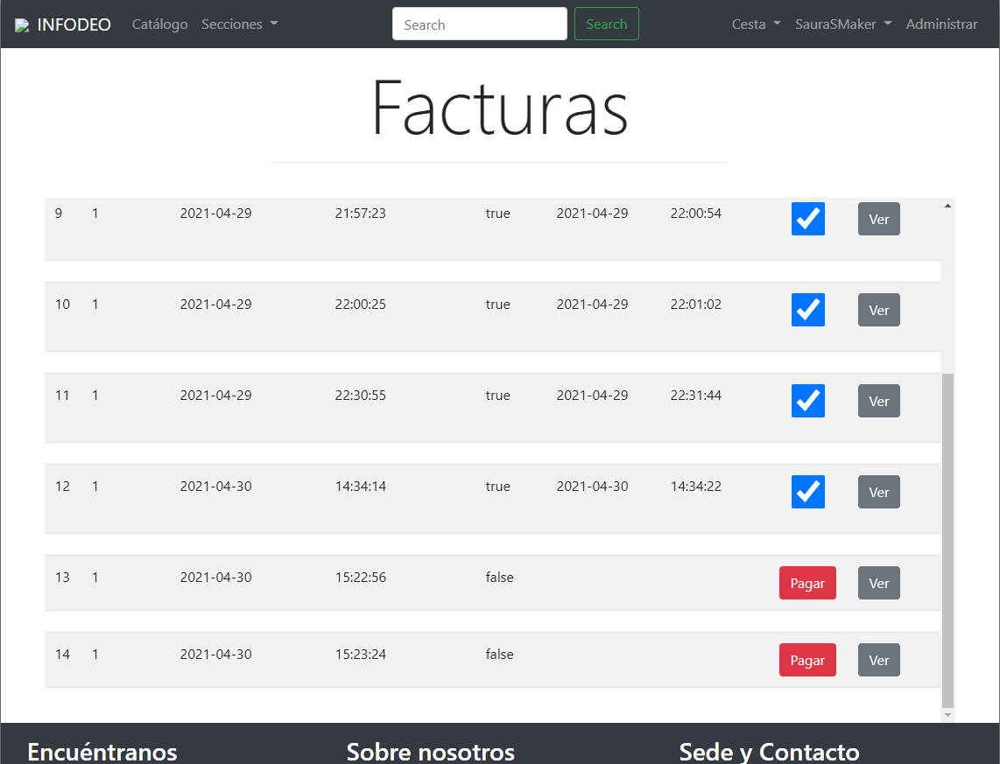 INFODEO Catálogo Secciones Search Search Cesta SauraSMaker Administrar
Facturas
9 1 2021-04-29 21:57:23 true 2021-04-29 22:00:54 Ver
10 1 2021-04-29 22:00:25 true 2021-04-29 22:01:02 Ver
11 1 2021-04-29 22:30:55 true 2021-04-29 22:31:44 Ver
12 1 2021-04-30 14:34:14 true 2021-04-30 14:34:22 Ver
13 1 2021-04-30 15:22:56 false Pagar Ver
14 1 2021-04-30 15:23:24 false Pagar Ver
Encuéntranos Sobre nosotros Sede y Contacto